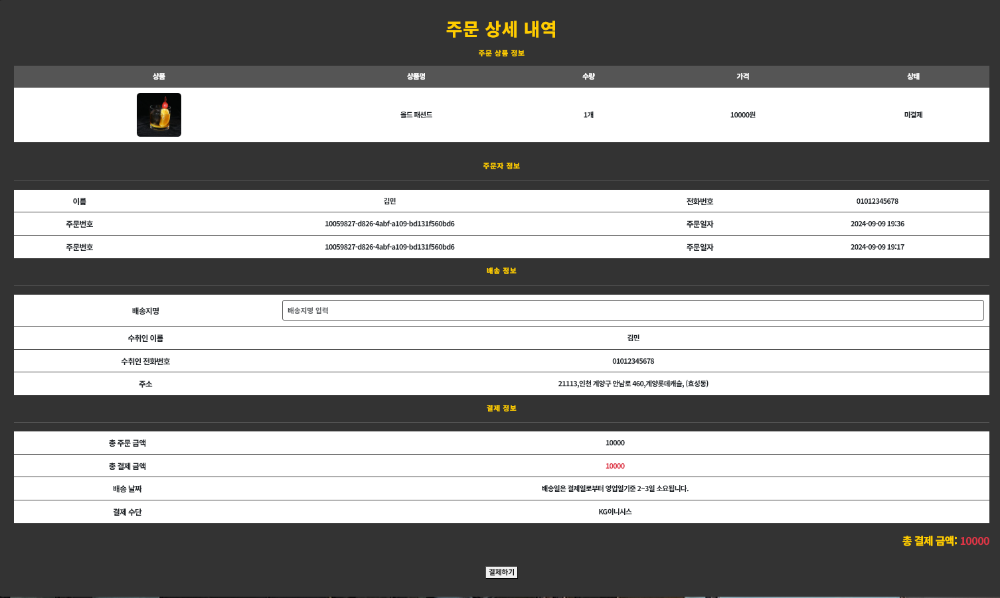 주문 상세 내역
주문 상품 정보
상품 상품명 수량 가격 상태
올드 패션드 1개 10000원 미결제
주문자 정보
이름 김민 전화번호 01012345678
주문번호 10059827-d826-4abf-a109-bd131f560bd6 주문일자 2024-09-09 19:36
주문번호 10059827-d826-4abf-a109-bd131f560bd6 주문일자 2024-09-09 19:17
배송 정보
배송지명 배송지명 입력
수취인 이름 김민
수취인 전화번호 01012345678
주소 21113,인천 계양구 안남로 460,계양롯데캐슬, (효성동)
결제 정보
총 주문 금액 10000
총 결제 금액 10000
배송 날짜 배송일은 결제일로부터 영업일기준 2~3일 소요됩니다.
결제 수단 KG이니시스
총 결제 금액: 10000
결제하기